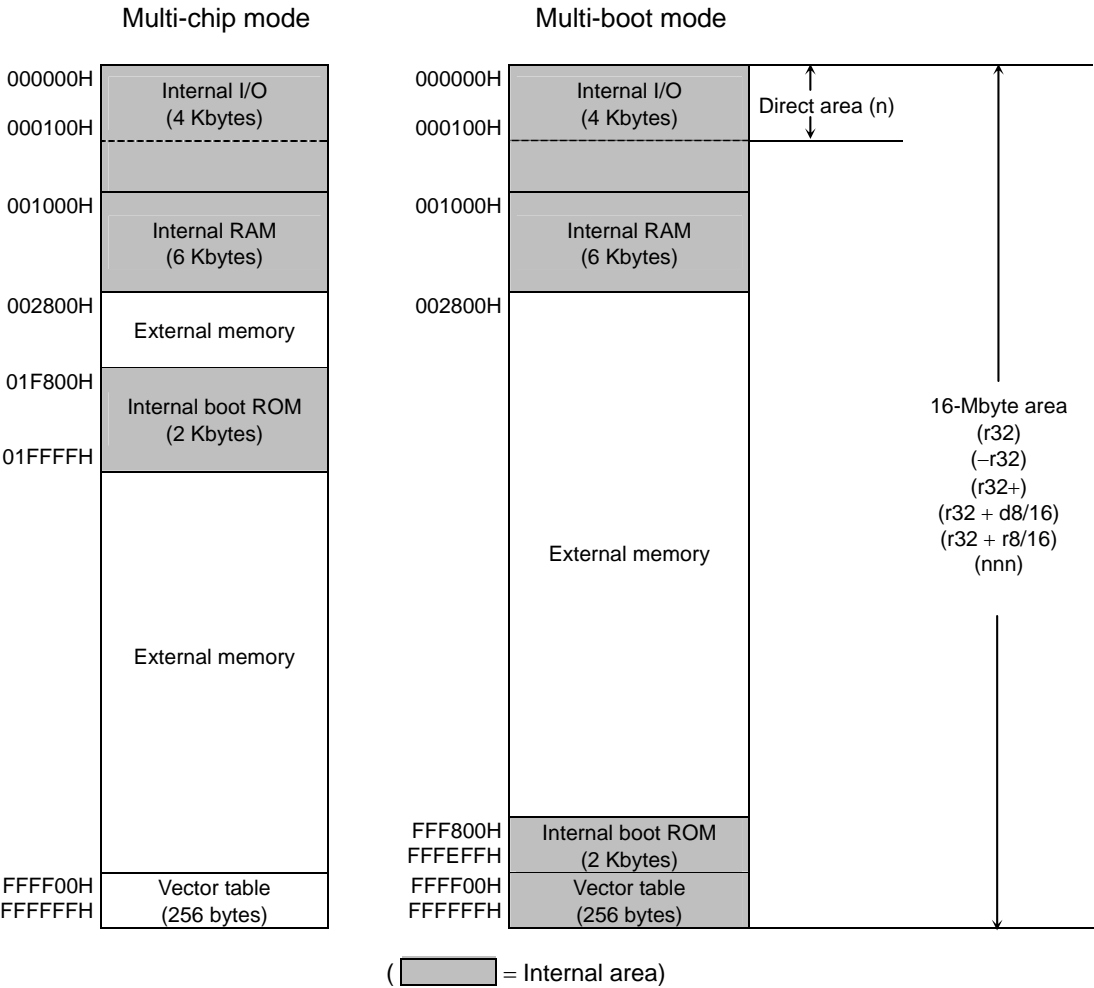 Multi-chip mode
000000H
Internal I/O
(4 Kbytes)
000100H
001000H
Internal RAM
(6 Kbytes)
002800H
External memory
01F800H
Internal boot ROM
(2 Kbytes)
01FFFFH
External memory
FFFF00H
Vector table
FFFFFFH
(256 bytes)
Multi-boot mode
000000H
Internal I/O
(4 Kbytes)
000100H
001000H
Internal RAM
(6 Kbytes)
002800H
External memory
FFF800H
Internal boot ROM
FFFEFFH
(2 Kbytes)
FFFF00H
Vector table
FFFFFFH
(256 bytes)
Direct area (n)
16-Mbyte area
(r32)
(−r32)
(r32+)
(r32 + d8/16)
(r32 + r8/16)
(nnn)
( = Internal area)